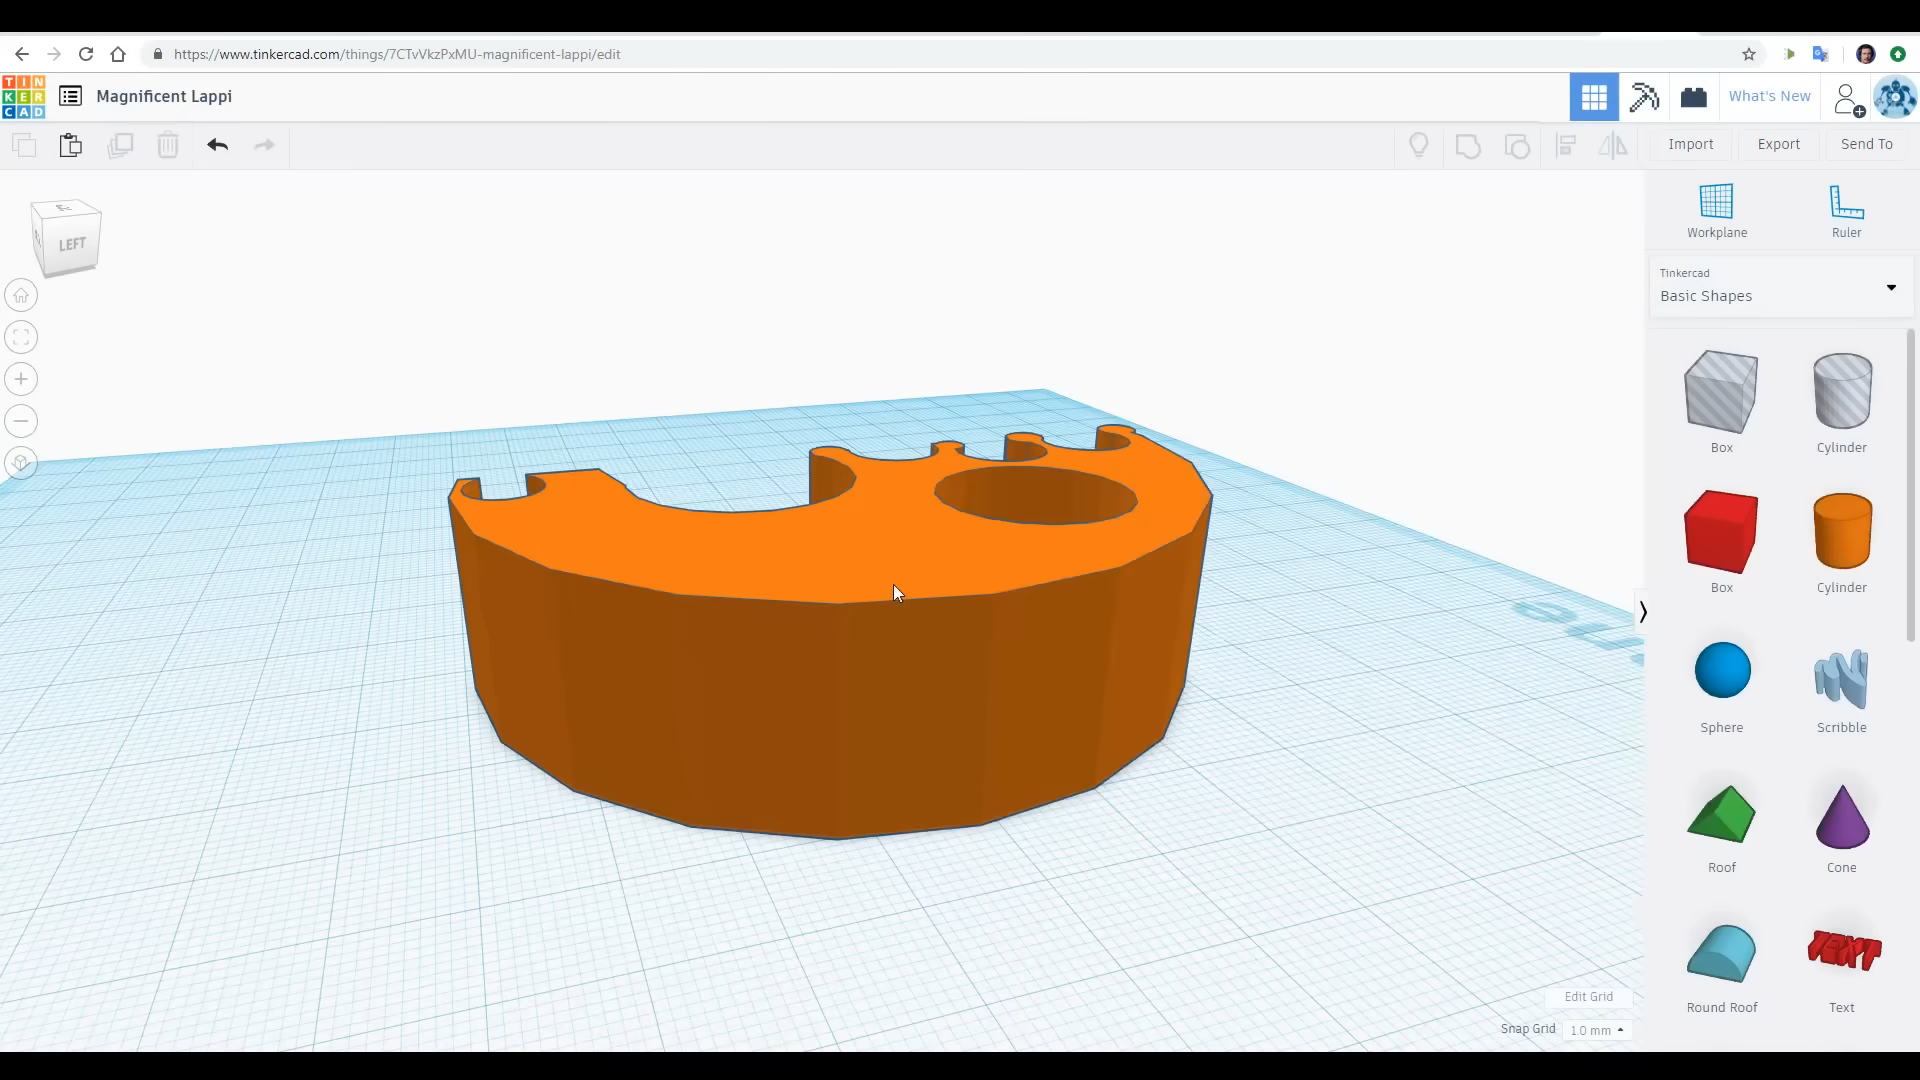 https://www.tinkercad.com/things/7CTvVkzPxMU-magnificent-lappi/edit
TIN
KER
CAD
Magnificent Lappi
What's New
Import
Export
Send To
LEFT
Workplane
Ruler
Tinkercad
Basic Shapes
Box
Cylinder
Box
Cylinder
Sphere
Scribble
Roof
Cone
TEXT
Round Roof
Text
Edit Grid
Snap Grid
1.0 mm